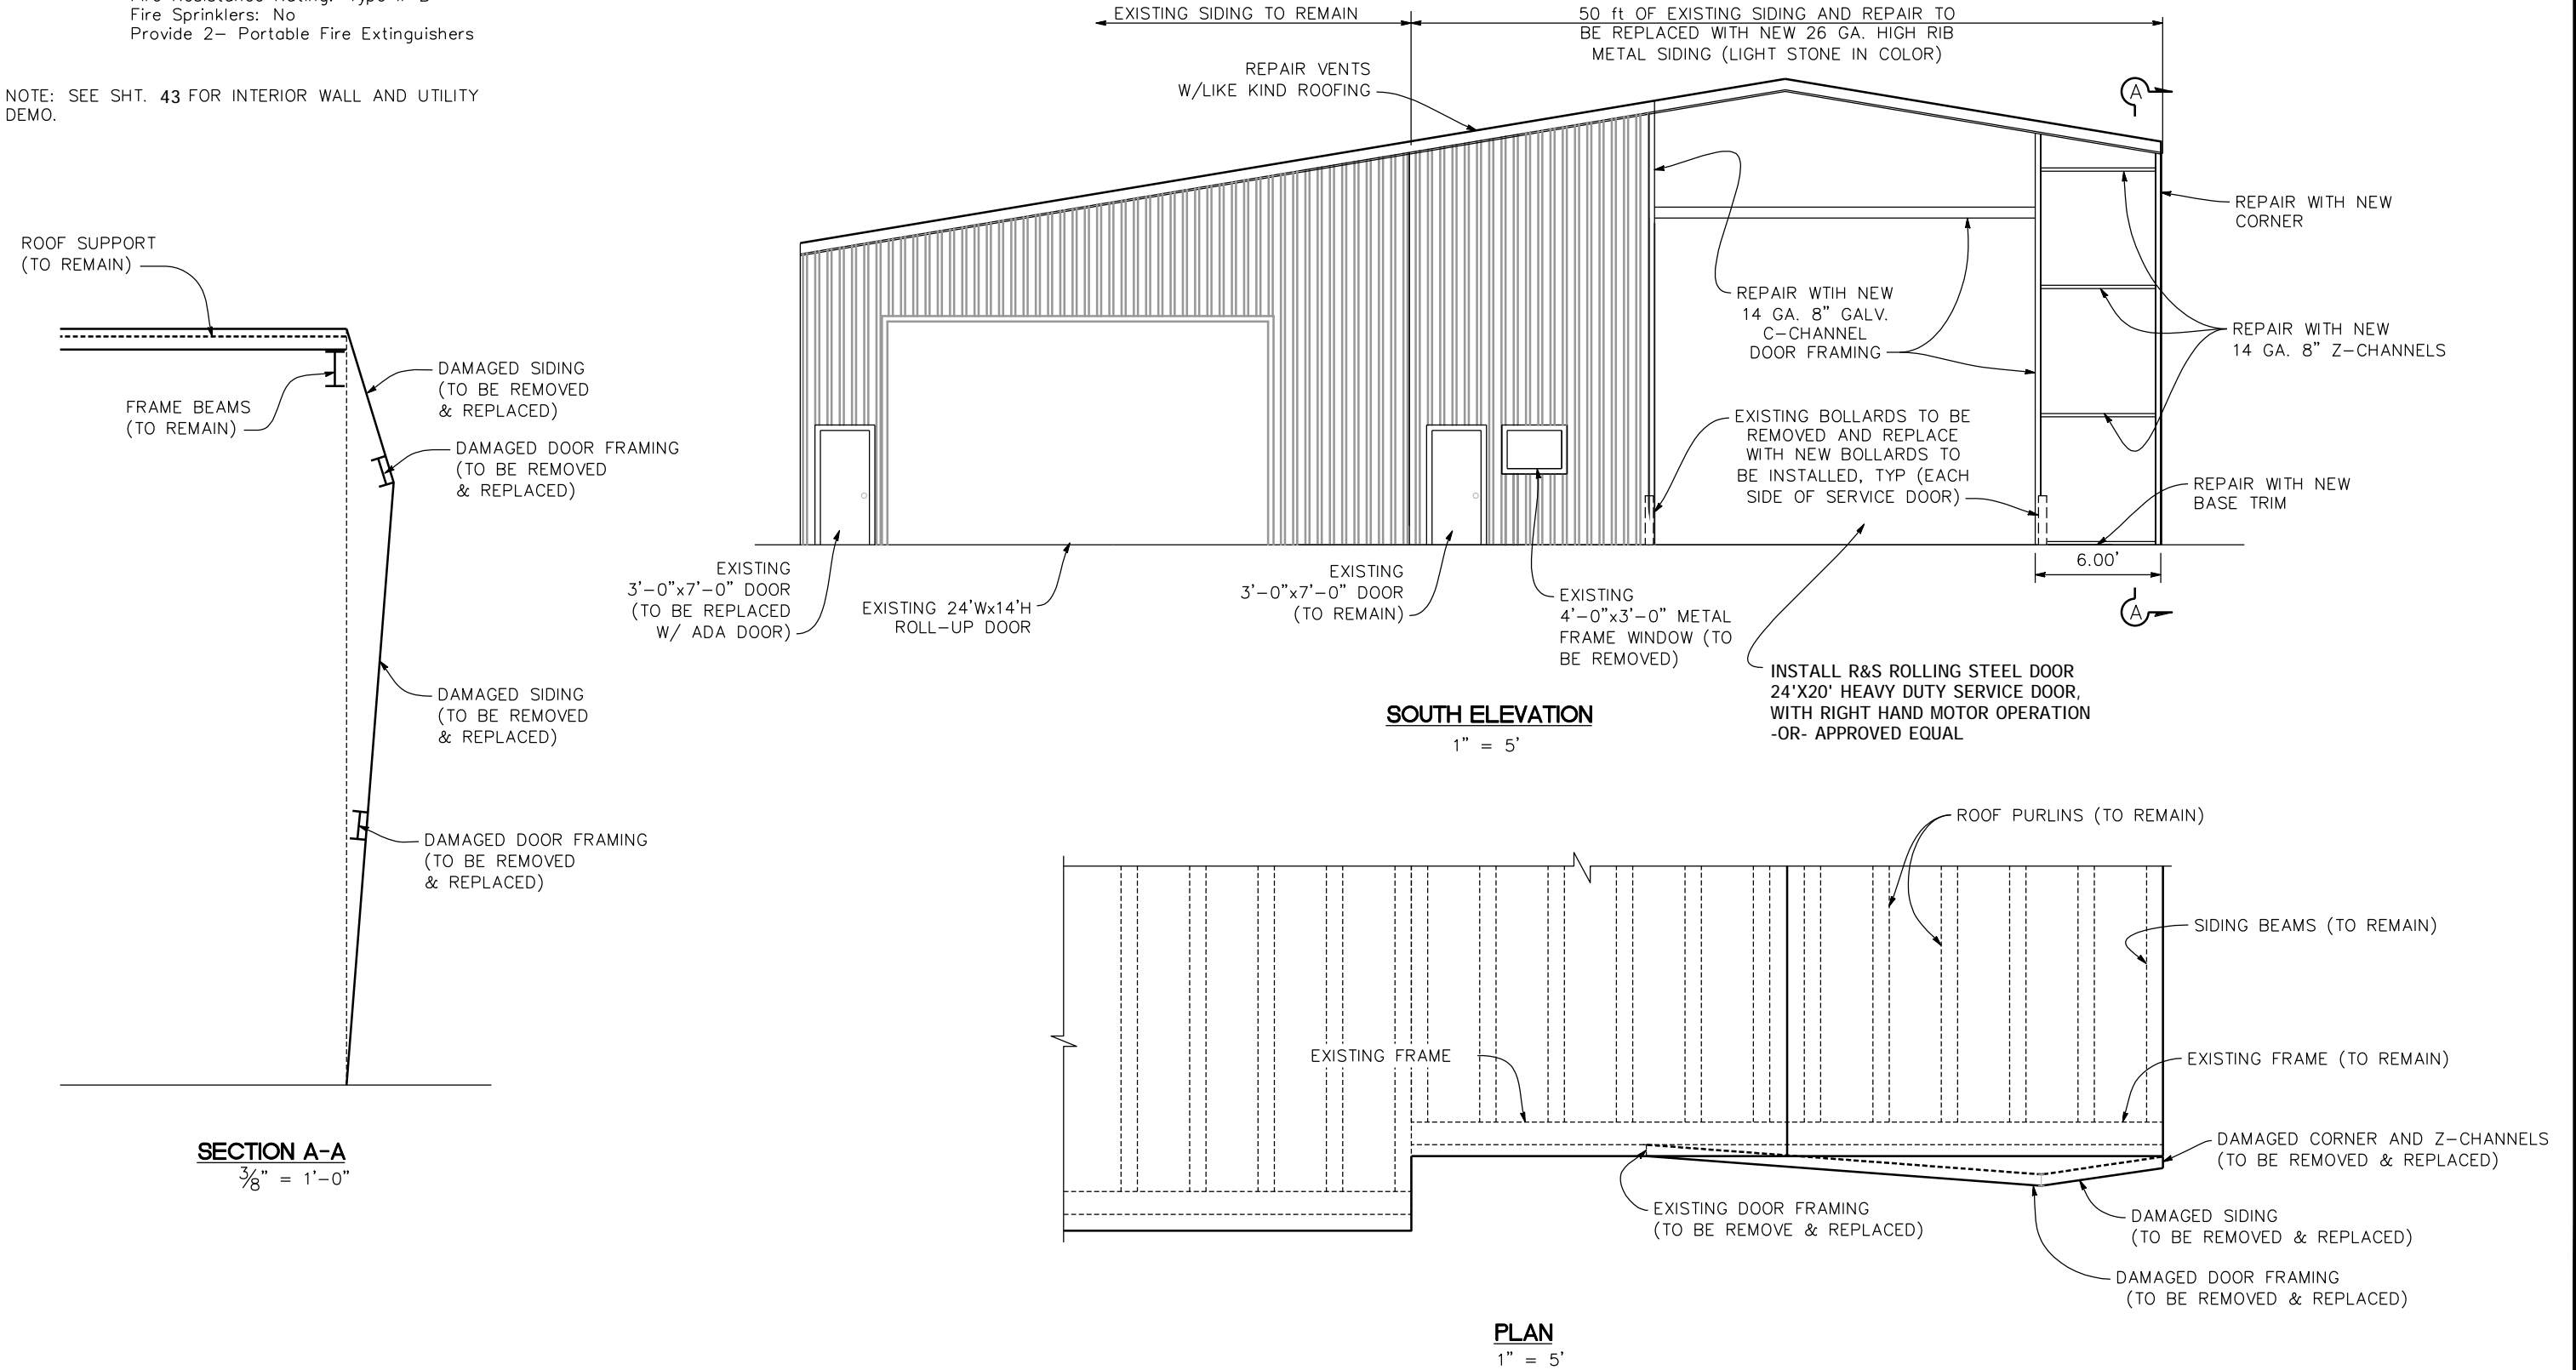 Fire Sprinklers: No
Provide 2- Portable Fire Extinguishers
NOTE: SEE SHT. 43 FOR INTERIOR WALL AND UTILITY
DEMO.
EXISTING SIDING TO REMAIN
50 ft OF EXISTING SIDING AND REPAIR TO
BE REPLACED WITH NEW 26 GA. HIGH RIB
METAL SIDING (LIGHT STONE IN COLOR)
REPAIR VENTS
W/LIKE KIND ROOFING
A
REPAIR WITH NEW
CORNER
REPAIR WTIH NEW
14 GA. 8" GALV.
C-CHANNEL
DOOR FRAMING
REPAIR WITH NEW
14 GA. 8" Z-CHANNELS
EXISTING BOLLARDS TO BE
REMOVED AND REPLACE
WITH NEW BOLLARDS TO
BE INSTALLED, TYP (EACH
SIDE OF SERVICE DOOR)
REPAIR WITH NEW
BASE TRIM
6.00'
A
EXISTING
3'-0"x7'-0" DOOR
(TO BE REPLACED
W/ ADA DOOR)
EXISTING 24'Wx14'H
ROLL-UP DOOR
EXISTING
3'-0"x7'-0" DOOR
(TO REMAIN)
EXISTING
4'-0"x3'-0" METAL
FRAME WINDOW (TO
BE REMOVED)
INSTALL R&S ROLLING STEEL DOOR
24'X20' HEAVY DUTY SERVICE DOOR,
WITH RIGHT HAND MOTOR OPERATION
-OR- APPROVED EQUAL
SOUTH ELEVATION
1" = 5'
ROOF SUPPORT
(TO REMAIN)
FRAME BEAMS
(TO REMAIN)
DAMAGED SIDING
(TO BE REMOVED
& REPLACED)
DAMAGED DOOR FRAMING
(TO BE REMOVED
& REPLACED)
DAMAGED SIDING
(TO BE REMOVED
& REPLACED)
DAMAGED DOOR FRAMING
(TO BE REMOVED
& REPLACED)
SECTION A-A
3/8" = 1'-0"
ROOF PURLINS (TO REMAIN)
SIDING BEAMS (TO REMAIN)
EXISTING FRAME
EXISTING FRAME (TO REMAIN)
DAMAGED CORNER AND Z-CHANNELS
(TO BE REMOVED & REPLACED)
EXISTING DOOR FRAMING
(TO BE REMOVE & REPLACED)
DAMAGED SIDING
(TO BE REMOVED & REPLACED)
DAMAGED DOOR FRAMING
(TO BE REMOVED & REPLACED)
PLAN
1" = 5'